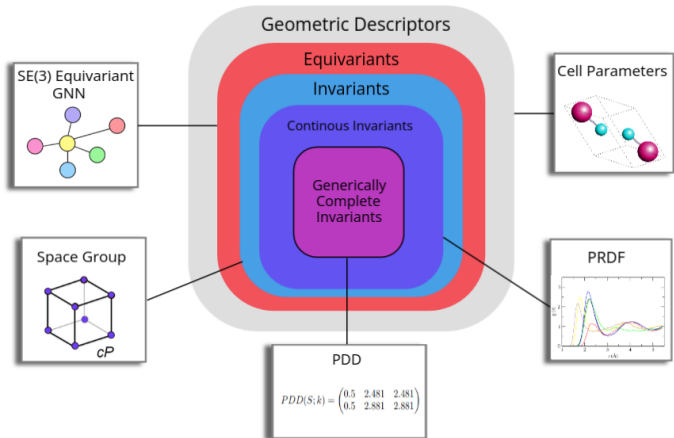 Geometric Descriptors
Equivariants
Invariants
Continous Invariants
Generically
Complete
Invariants
SE(3) Equivariant
GNN
Cell Parameters
Space Group
cP
PRDF
PDD
PDD(S; k) = (0.5 2.481 2.481
0.5 2.881 2.881)